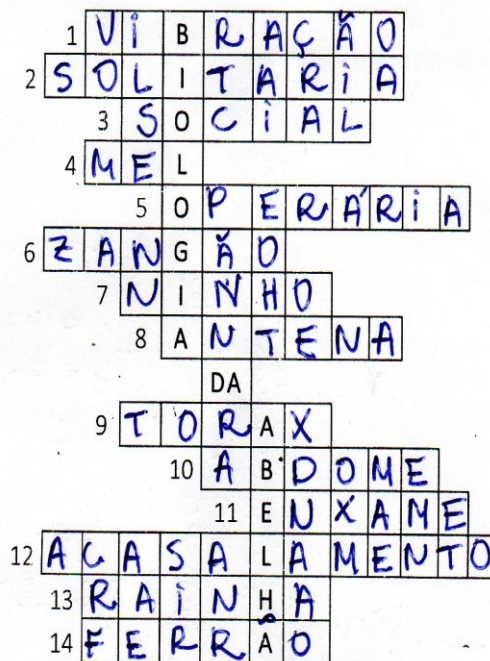 1 VIBRAÇÃO
2 SOLITARIA
3 SOCIAL
4 MEL
5 OPERÁRIA
6 ZANGÃO
7 NINHO
8 ANTENA
DA
9 TORAX
10 ABDOME
11 ENXAME
12 ACASALAMENTO
13 RAINHA
14 FERRÃO